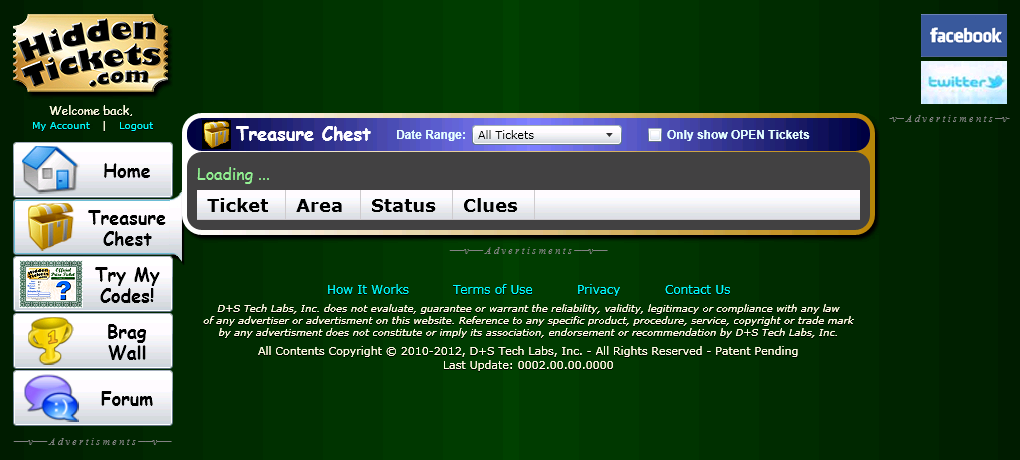 Hidden
Tickets
.com
Welcome back,
My Account | Logout
Home
Treasure
Chest
Hidden
Tickets
Official
Prize Ticket
?
Try My
Codes!
Brag
Wall
Forum
Advertisments
Treasure Chest
Date Range: All Tickets
Only show OPEN Tickets
Loading ...
Ticket Area Status Clues
Advertisments
How It Works Terms of Use Privacy Contact Us
D+S Tech Labs, Inc. does not evaluate, guarantee or warrant the reliability, validity, legitimacy or compliance with any law
of any advertiser or advertisment on this website. Reference to any specific product, procedure, service, copyright or trade mark
by any advertisment does not constitute or imply its association, endorsement or recommendation by D+S Tech Labs, Inc.
All Contents Copyright © 2010-2012, D+S Tech Labs, Inc. - All Rights Reserved - Patent Pending
Last Update: 0002.00.00.0000
facebook
twitter
Advertisments